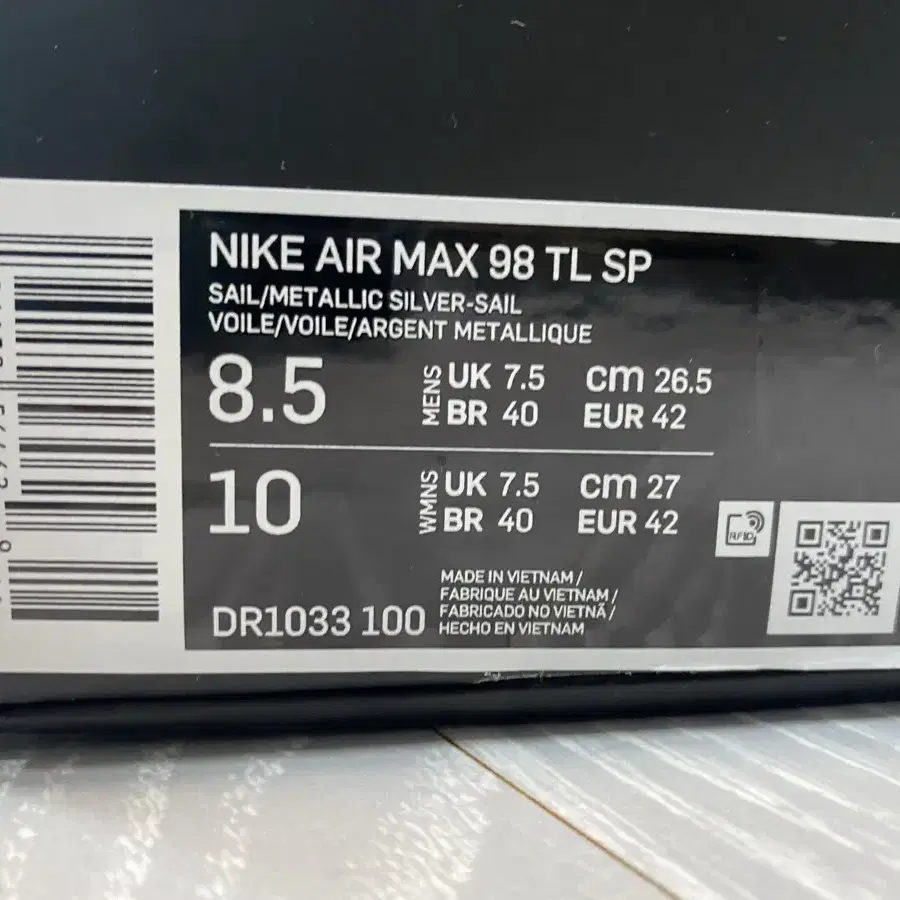 NIKE AIR MAX 98 TL SP
SAIL/METALLIC SILVER-SAIL
VOILE/VOILE/ARGENT METALLIQUE
8.5 MENS UK 7.5 cm 26.5
BR 40 EUR 42
10 WMNS UK 7.5 cm 27
BR 40 EUR 42
RFID
MADE IN VIETNAM /
FABRIQUE AU VIETNAM /
FABRICADO NO VIETNÃ /
HECHO EN VIETNAM
DR1033 100